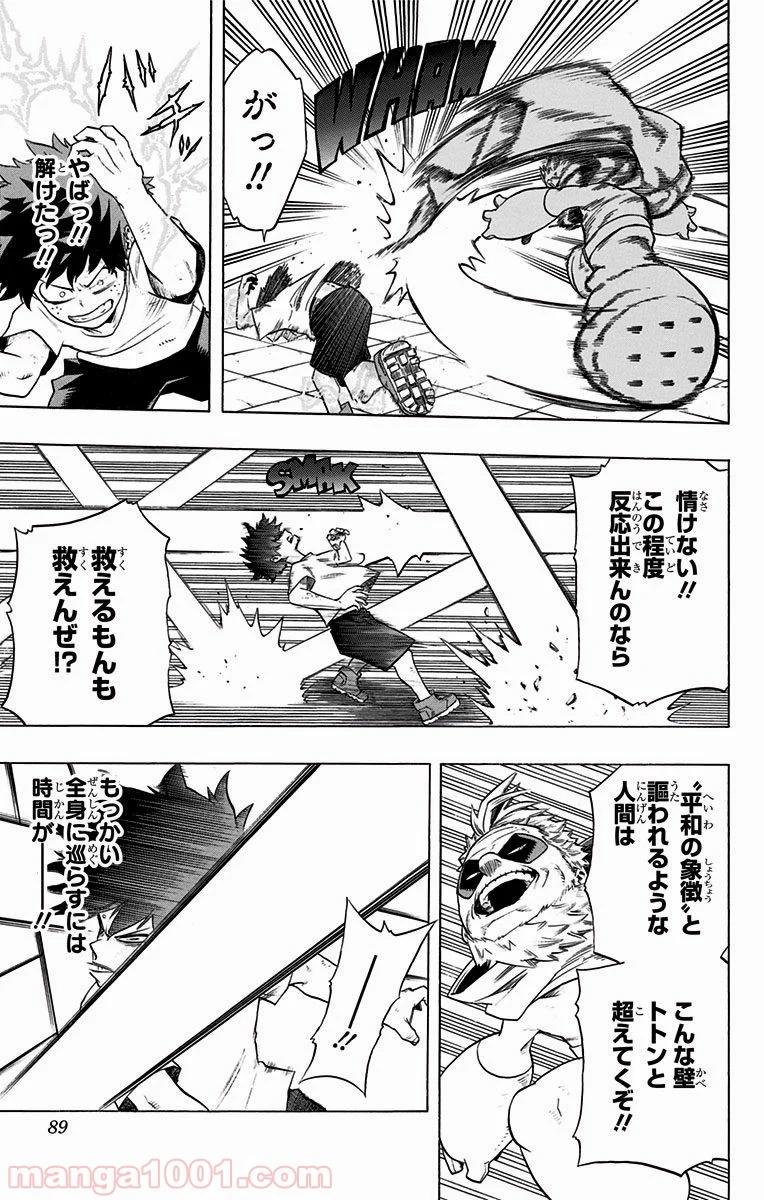 WHAM
がっ!!
やばっ!!
解けたっ!!
情けない!!
この程度
反応出来んのなら
SMAK
救えるもんも
救えんぜ!?
〝平和の象徴〟と
謳われるような
人間は
こんな壁
トトンと
超えてくぞ!!
――!!
もっかい
全身に巡らすには
時間が
!!
89
manga1001.com